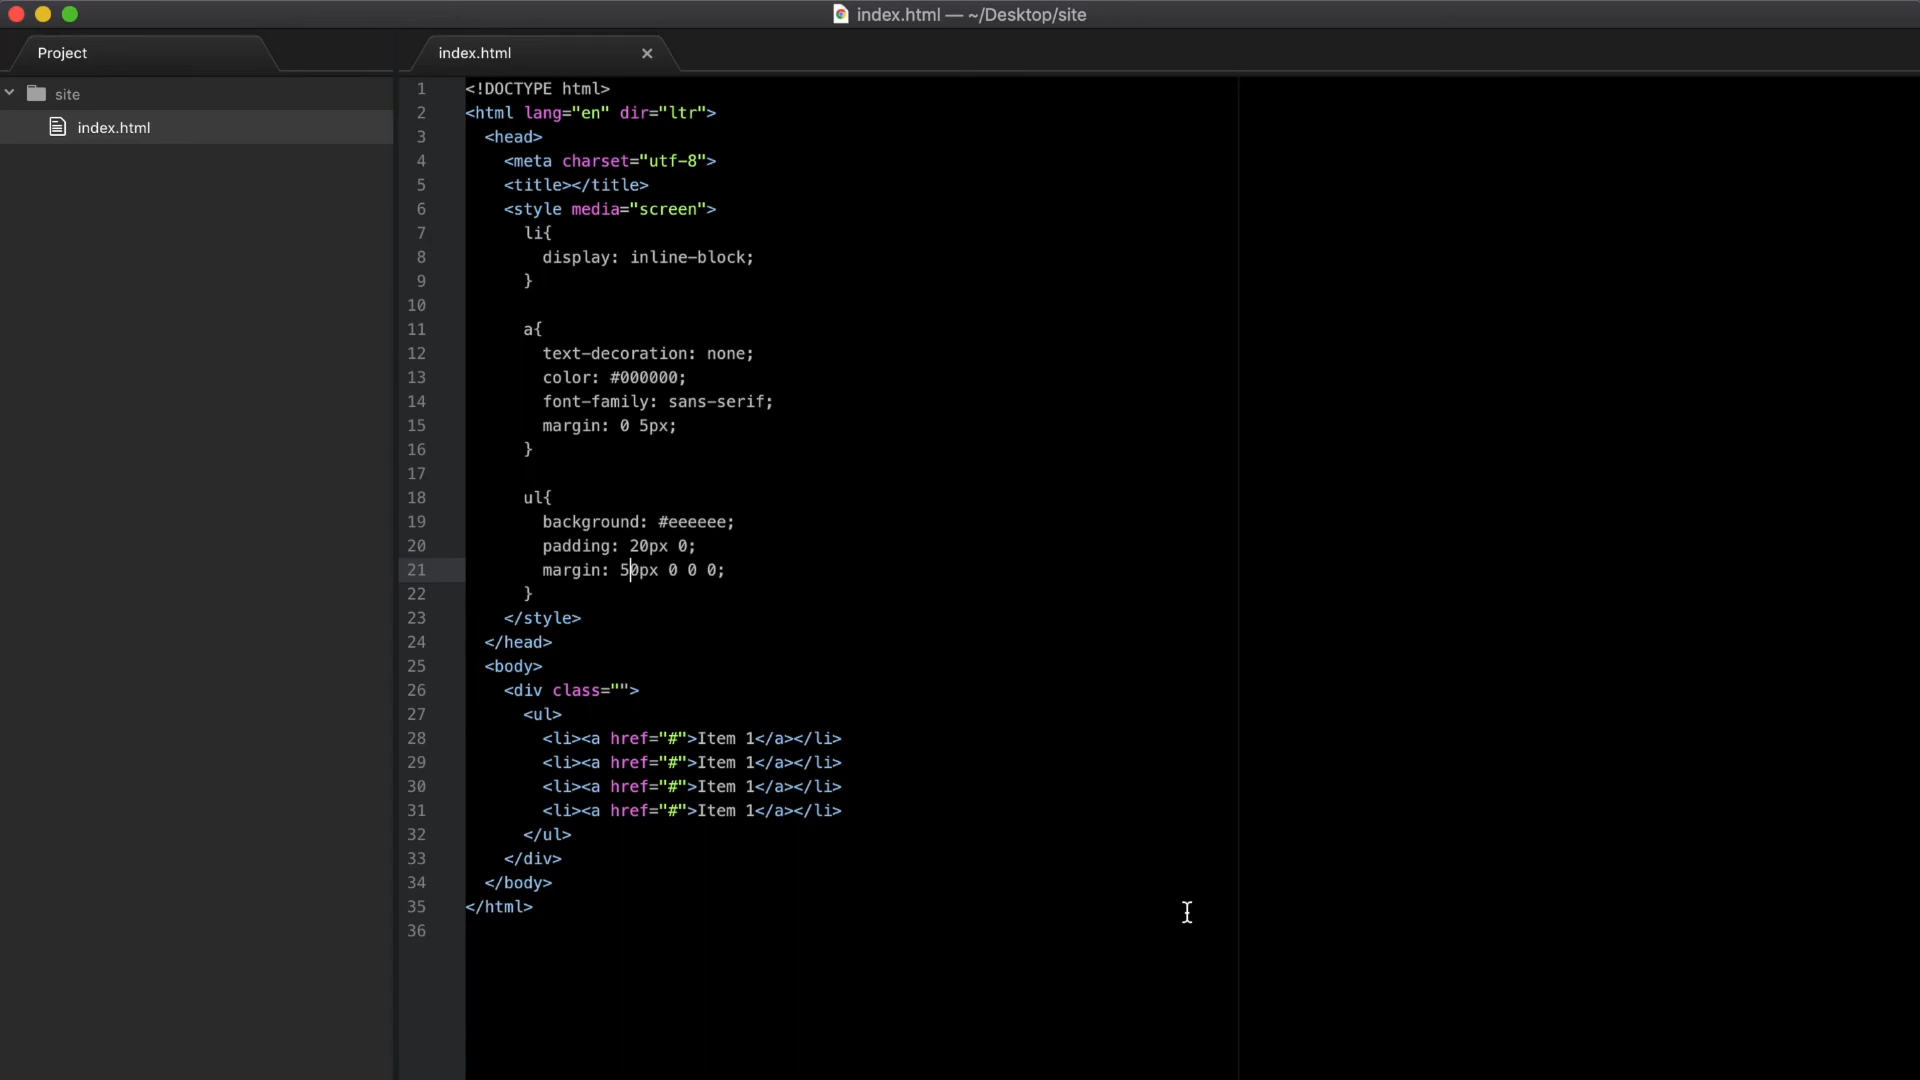 index.html — ~/Desktop/site
Project
index.html
site
index.html
1 <!DOCTYPE html>
2 <html lang="en" dir="ltr">
3 <head>
4 <meta charset="utf-8">
5 <title></title>
6 <style media="screen">
7 li{
8 display: inline-block;
9 }
10
11 a{
12 text-decoration: none;
13 color: #000000;
14 font-family: sans-serif;
15 margin: 0 5px;
16 }
17
18 ul{
19 background: #eeeeee;
20 padding: 20px 0;
21 margin: 50px 0 0 0;
22 }
23 </style>
24 </head>
25 <body>
26 <div class="">
27 <ul>
28 <li><a href="#">Item 1</a></li>
29 <li><a href="#">Item 1</a></li>
30 <li><a href="#">Item 1</a></li>
31 <li><a href="#">Item 1</a></li>
32 </ul>
33 </div>
34 </body>
35 </html>
36